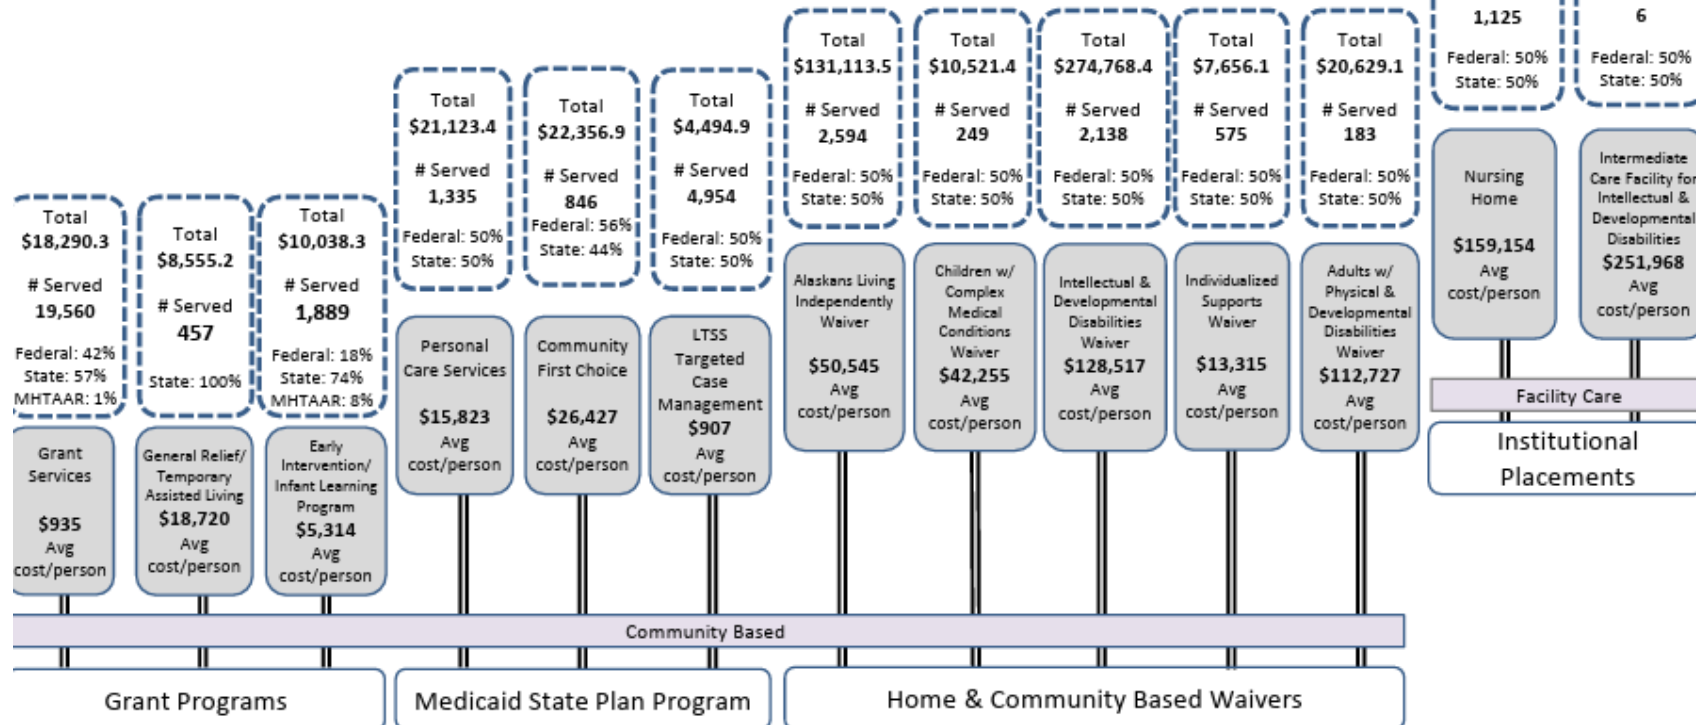 Total
$18,290.3
# Served
19,560
Federal: 42%
State: 57%
MHTAAR: 1%
Grant
Services
$935
Avg
cost/person
Total
$8,555.2
# Served
457
State: 100%
General Relief/
Temporary
Assisted Living
$18,720
Avg
cost/person
Total
$10,038.3
# Served
1,889
Federal: 18%
State: 74%
MHTAAR: 8%
Early
Intervention/
Infant Learning
Program
$5,314
Avg
cost/person
Total
$21,123.4
# Served
1,335
Federal: 50%
State: 50%
Personal
Care Services
$15,823
Avg
cost/person
Total
$22,356.9
# Served
846
Federal: 56%
State: 44%
Community
First Choice
$26,427
Avg
cost/person
Total
$4,494.9
# Served
4,954
Federal: 50%
State: 50%
LTSS
Targeted
Case
Management
$907
Avg
cost/person
Total
$131,113.5
# Served
2,594
Federal: 50%
State: 50%
Alaskans Living
Independently
Waiver
$50,545
Avg
cost/person
Total
$10,521.4
# Served
249
Federal: 50%
State: 50%
Children w/
Complex
Medical
Conditions
Waiver
$42,255
Avg
cost/person
Total
$274,768.4
# Served
2,138
Federal: 50%
State: 50%
Intellectual &
Developmental
Disabilities
Waiver
$128,517
Avg
cost/person
Total
$7,656.1
# Served
575
Federal: 50%
State: 50%
Individualized
Supports
Waiver
$13,315
Avg
cost/person
Total
$20,629.1
# Served
183
Federal: 50%
State: 50%
Adults w/
Physical &
Developmental
Disabilities
Waiver
$112,727
Avg
cost/person
1,125
Federal: 50%
State: 50%
Nursing
Home
$159,154
Avg
cost/person
6
Federal: 50%
State: 50%
Intermediate
Care Facility for
Intellectual &
Developmental
Disabilities
$251,968
Avg
cost/person
Facility Care
Institutional
Placements
Community Based
Grant Programs
Medicaid State Plan Program
Home & Community Based Waivers